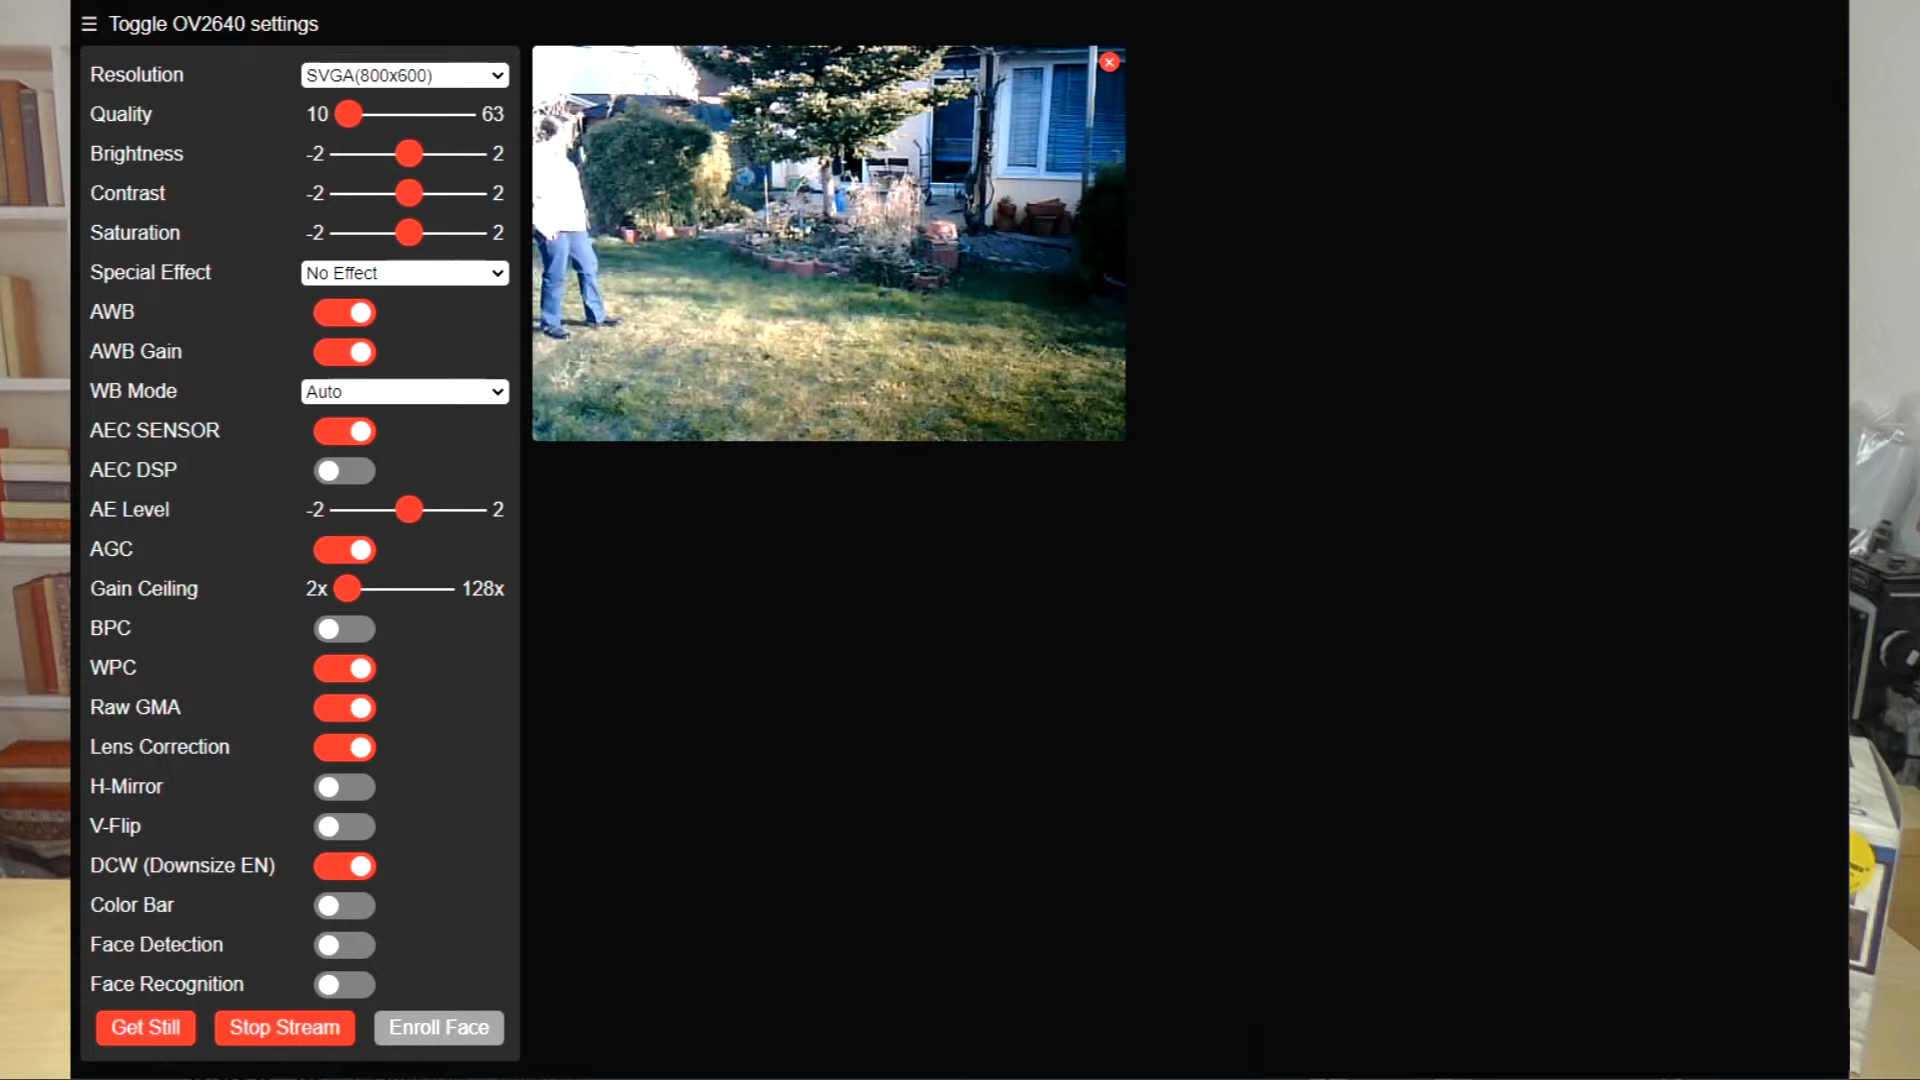 ☰ Toggle OV2640 settings
Resolution SVGA(800x600)
Quality 10 63
Brightness -2 2
Contrast -2 2
Saturation -2 2
Special Effect No Effect
AWB
AWB Gain
WB Mode Auto
AEC SENSOR
AEC DSP
AE Level -2 2
AGC
Gain Ceiling 2x 128x
BPC
WPC
Raw GMA
Lens Correction
H-Mirror
V-Flip
DCW (Downsize EN)
Color Bar
Face Detection
Face Recognition
Get Still Stop Stream Enroll Face